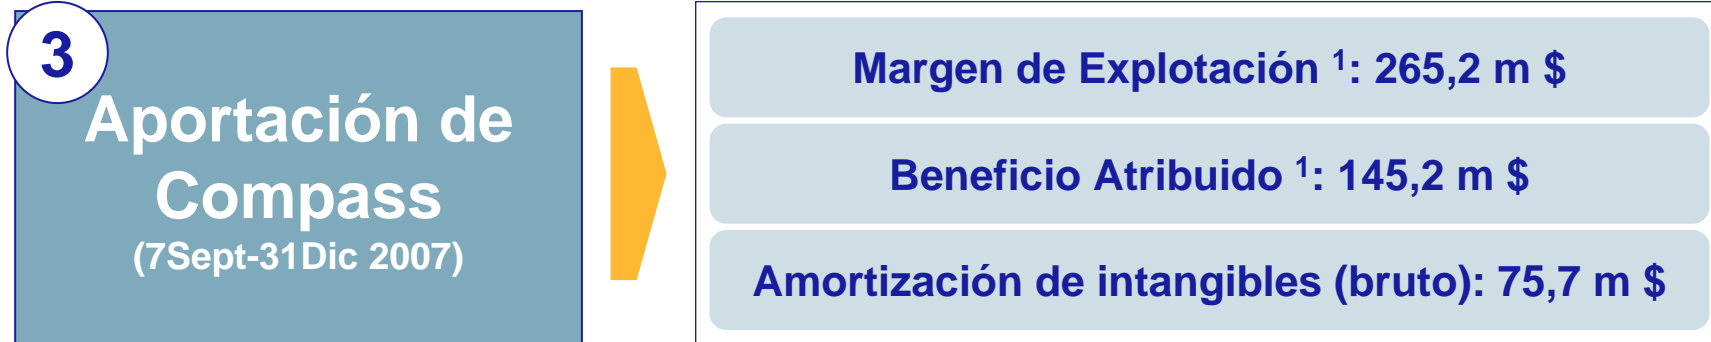 3
Aportación de
Compass
(7Sept-31Dic 2007)
Margen de Explotación ¹: 265,2 m $
Beneficio Atribuido ¹: 145,2 m $
Amortización de intangibles (bruto): 75,7 m $